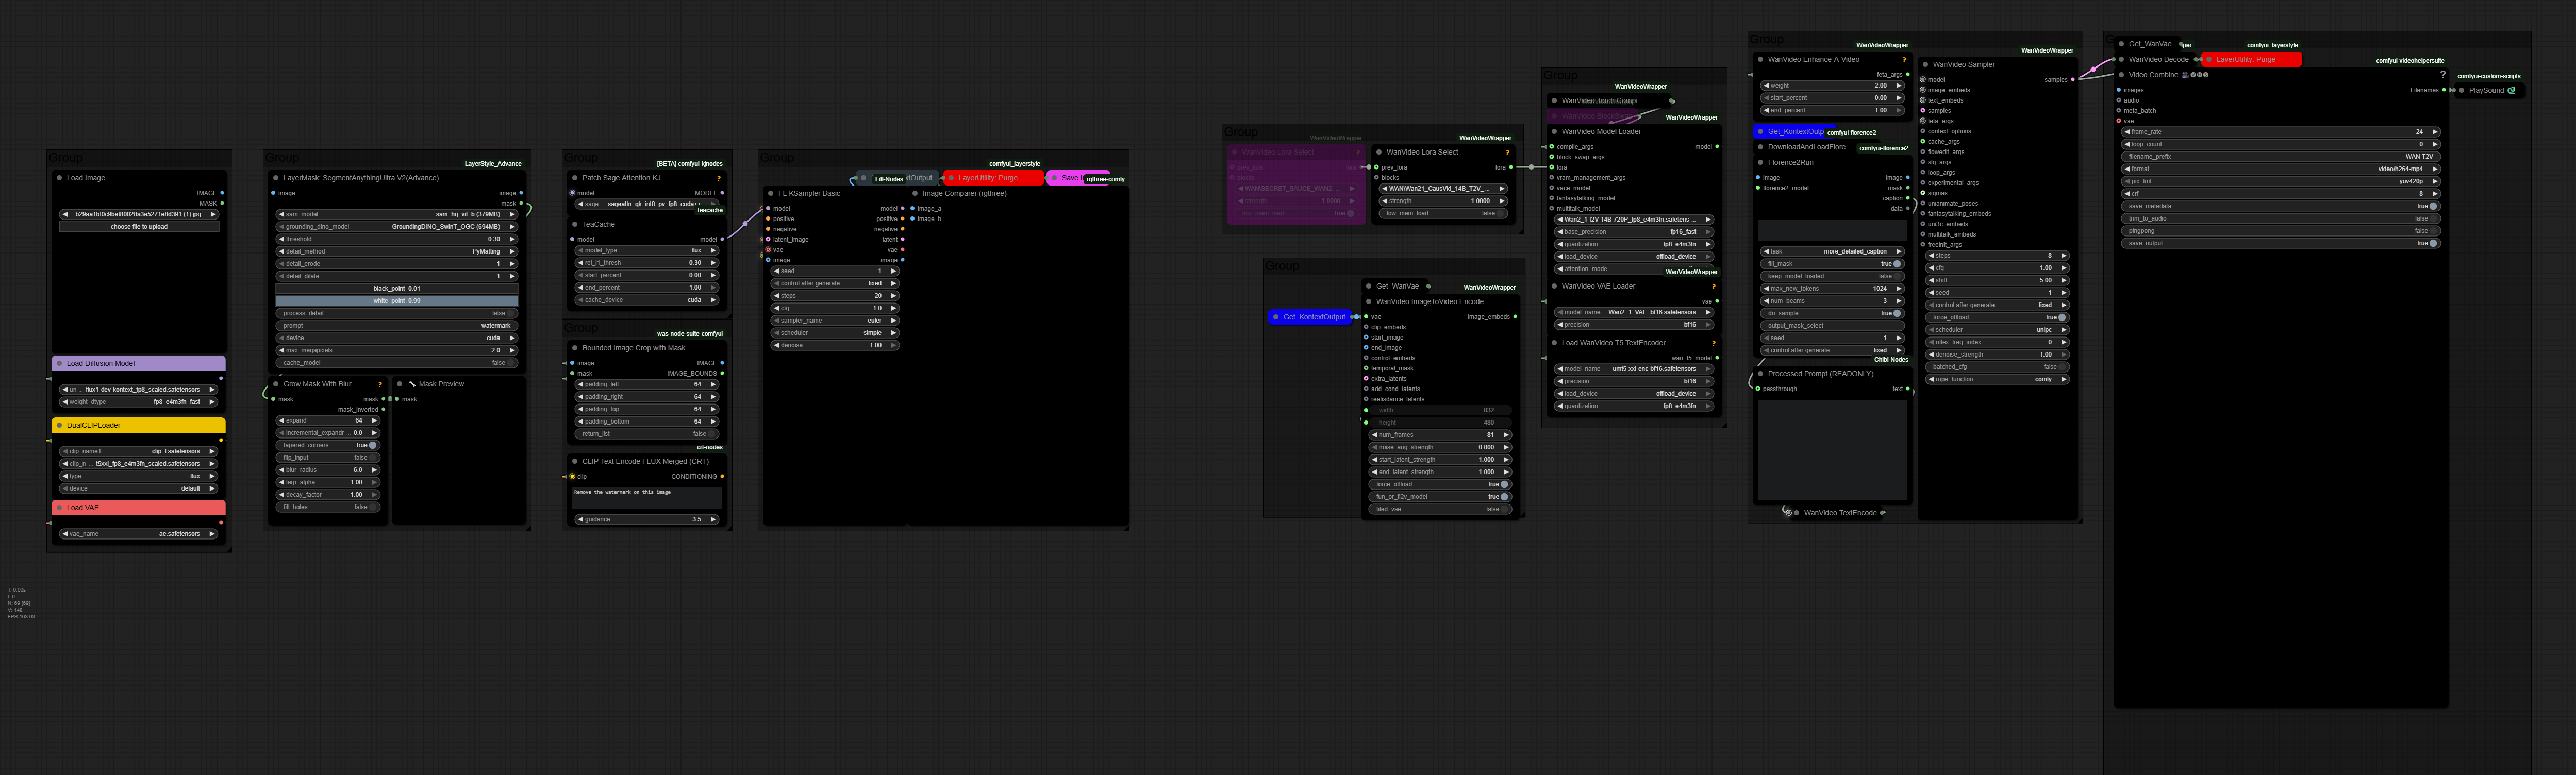 Group
Load Image
IMAGE
MASK
b29aa1bf0c9bef80028a3e5271e8d391 (1).jpg
choose file to upload
Load Diffusion Model
un ... flux1-dev-kontext_fp8_scaled.safetensors
weight_dtype fp8_e4m3fn_fast
DualCLIPLoader
clip_name1 clip_l.safetensors
clip_n ... t5xxl_fp8_e4m3fn_scaled.safetensors
type flux
device default
Load VAE
vae_name ae.safetensors
Group
LayerStyle_Advance
LayerMask: SegmentAnythingUltra V2(Advance)
image image
mask
sam_model sam_hq_vit_b (379MB)
grounding_dino_model GroundingDINO_SwinT_OGC (694MB)
threshold 0.30
detail_method PyMatting
detail_erode 1
detail_dilate 1
black_point 0.01
white_point 0.99
process_detail false
prompt watermark
device cuda
max_megapixels 2.0
cache_model false
Grow Mask With Blur ?
mask mask
mask_inverted
expand 64
incremental_expandr 0.0
tapered_corners true
flip_input false
blur_radius 6.0
lerp_alpha 1.00
decay_factor 1.00
fill_holes false
Mask Preview
mask
Group
[BETA] comfyui-kjnodes
Patch Sage Attention KJ ?
model MODEL
sage ... sageattn_qk_int8_pv_fp8_cuda++
teacache
TeaCache
model model
model_type flux
rel_l1_thresh 0.30
start_percent 0.00
end_percent 1.00
cache_device cuda
Group
was-node-suite-comfyui
Bounded Image Crop with Mask
image IMAGE
mask IMAGE_BOUNDS
padding_left 64
padding_right 64
padding_top 64
padding_bottom 64
return_list false
crt-nodes
CLIP Text Encode FLUX Merged (CRT)
clip CONDITIONING
Remove the watermark on this image
guidance 3.5
Group
comfyui_layerstyle
Fill-Nodes
LayerUtility: Purge
rgthree-comfy
FL KSampler Basic
model model
positive positive
negative negative
latent_image latent
vae vae
image image
seed 1
control after generate fixed
steps 20
cfg 1.0
sampler_name euler
scheduler simple
denoise 1.00
Image Comparer (rgthree)
image_a
image_b
Group
WanVideoWrapper
WanVideo Lora Select ?
prev_lora lora
blocks
strength 1.0000
low_mem_load true
WanVideoWrapper
WanVideo Lora Select ?
prev_lora lora
blocks
WAN\Wan21_CausVid_14B_T2V_...
strength 1.0000
low_mem_load false
Group
Get_KontextOutput
Get_WanVae
WanVideoWrapper
WanVideo ImageToVideo Encode
vae image_embeds
clip_embeds
start_image
end_image
control_embeds
temporal_mask
extra_latents
add_cond_latents
realisdance_latents
width 832
height 480
num_frames 81
noise_aug_strength 0.000
start_latent_strength 1.000
end_latent_strength 1.000
force_offload true
fun_or_fl2v_model true
tiled_vae false
Group
WanVideoWrapper
WanVideo Torch Compi
WanVideoWrapper
WanVideo Model Loader
compile_args model
block_swap_args
lora
vram_management_args
vace_model
fantasytalking_model
multitalk_model
Wan2_1-I2V-14B-720P_fp8_e4m3fn.safetens ...
base_precision fp16_fast
quantization fp8_e4m3fn
load_device offload_device
attention_mode
WanVideoWrapper
WanVideo VAE Loader ?
vae
model_name Wan2_1_VAE_bf16.safetensors
precision bf16
Load WanVideo T5 TextEncoder ?
wan_t5_model
model_name umt5-xxl-enc-bf16.safetensors
precision bf16
load_device offload_device
quantization fp8_e4m3fn
Group
WanVideoWrapper
WanVideo Enhance-A-Video ?
feta_args
weight 2.00
start_percent 0.00
end_percent 1.00
Get_KontextOutp
comfyui-florence2
DownloadAndLoadFlore
comfyui-florence2
Florence2Run
image image
florence2_model mask
caption
data
task more_detailed_caption
fill_mask true
keep_model_loaded false
max_new_tokens 1024
num_beams 3
do_sample true
output_mask_select
seed 1
control after generate fixed
Chibi-Nodes
Processed Prompt (READONLY)
passthrough text
WanVideo TextEncode
WanVideoWrapper
WanVideo Sampler
model samples
image_embeds
text_embeds
samples
feta_args
context_options
cache_args
flowedit_args
slg_args
loop_args
experimental_args
sigmas
unianimate_poses
fantasytalking_embeds
uni3c_embeds
multitalk_embeds
freeinit_args
steps 8
cfg 1.00
shift 5.00
seed 1
control after generate fixed
force_offload true
scheduler unipc
riflex_freq_index 0
denoise_strength 1.00
batched_cfg false
rope_function comfy
Get_WanVae
comfyui_layerstyle
WanVideo Decode
LayerUtility: Purge
comfyui-videohelpersuite
Video Combine
?
images Filenames
audio
meta_batch
vae
frame_rate 24
loop_count 0
filename_prefix WAN T2V
format video/h264-mp4
pix_fmt yuv420p
crf 8
save_metadata true
trim_to_audio false
pingpong false
save_output true
comfyui-custom-scripts
PlaySound
T: 0.00s
I: 0
N: 69 [69]
V: 140
FPS:163.93